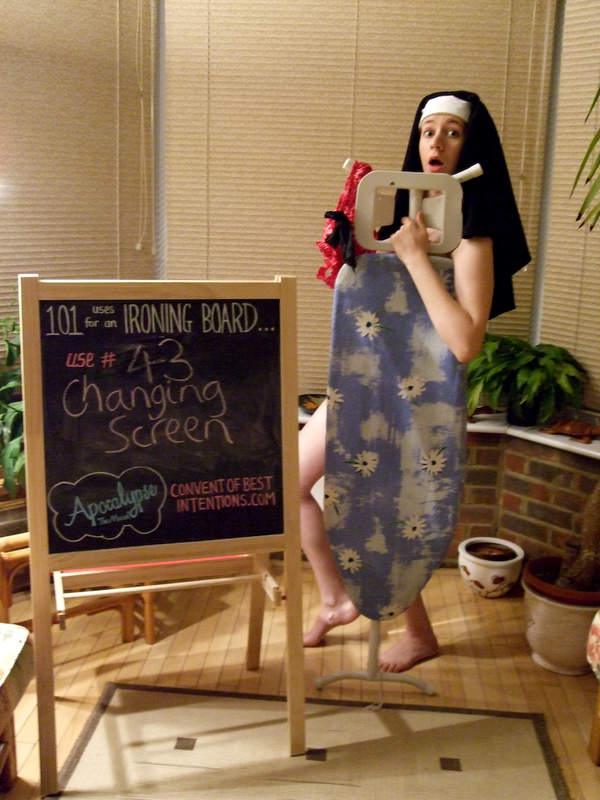 101 uses for an IRONING BOARD...
use # 43
Changing
Screen
Apocalypse
The Musical
CONVENT OF BEST
INTENTIONS.COM